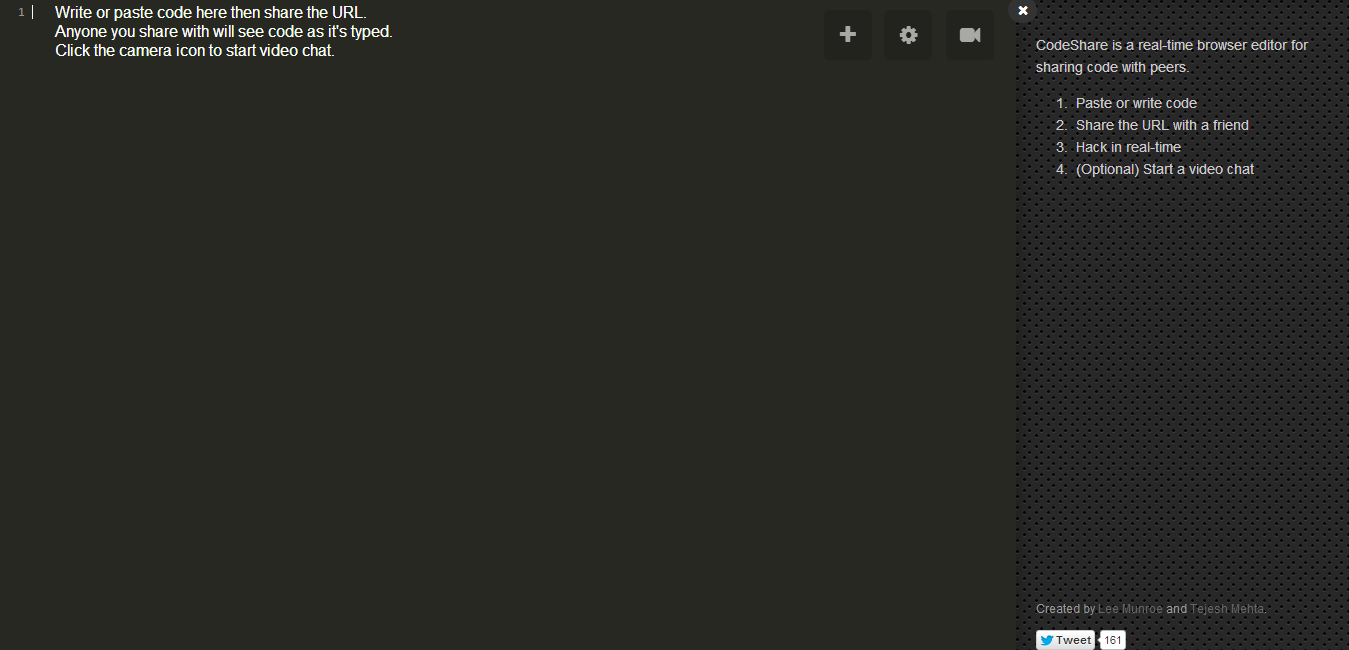 1
Write or paste code here then share the URL.
Anyone you share with will see code as it's typed.
Click the camera icon to start video chat.
CodeShare is a real-time browser editor for
sharing code with peers.
1. Paste or write code
2. Share the URL with a friend
3. Hack in real-time
4. (Optional) Start a video chat
Created by Lee Munroe and Tejesh Mehta.
Tweet 161